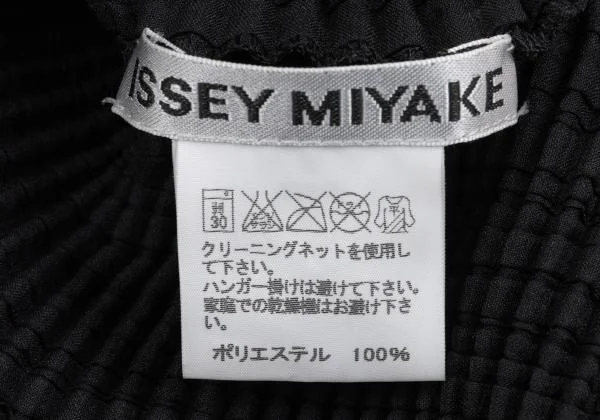 ISSEY MIYAKE
30
クリーニングネットを使用し
て下さい。
ハンガー掛けは避けて下さい。
家庭での乾燥機はお避け下さ
い。
ポリエステル 100%